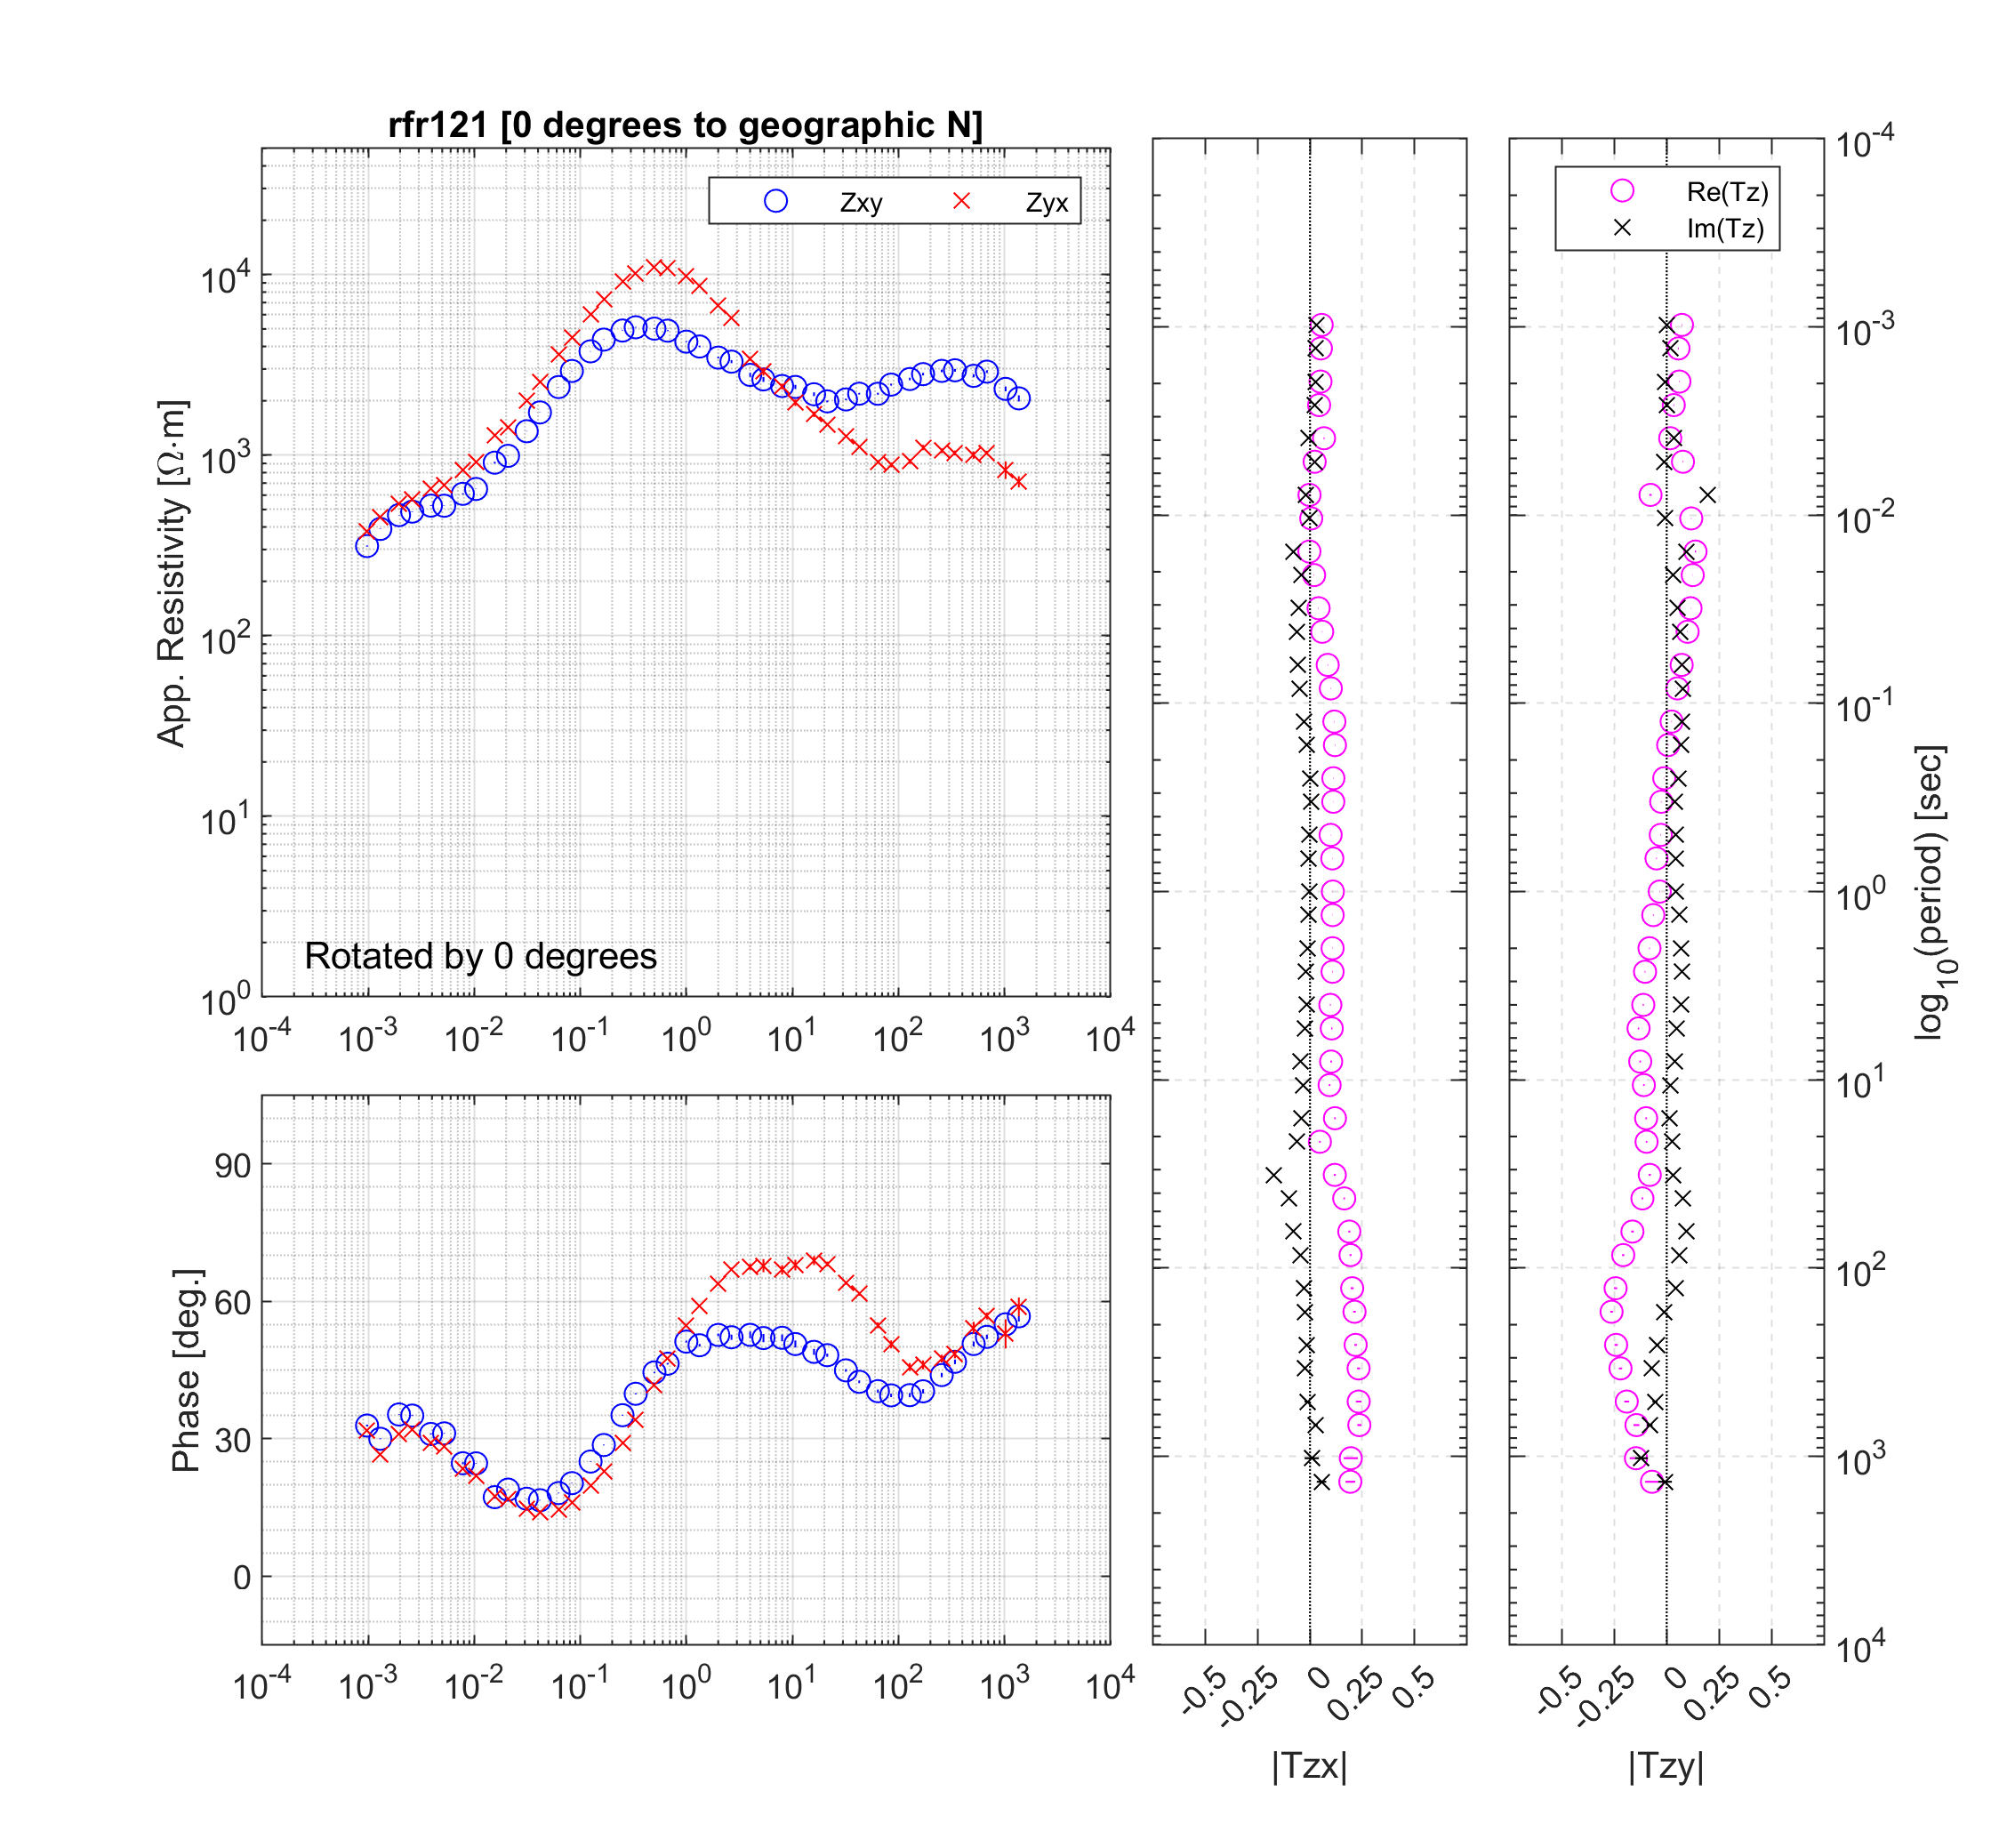 rfr121 [0 degrees to geographic N]
Zxy Zyx
App. Resistivity [Ω·m]
10^4
10^3
10^2
10^1
10^0
Rotated by 0 degrees
10^-4 10^-3 10^-2 10^-1 10^0 10^1 10^2 10^3 10^4
Phase [deg.]
90
60
30
0
10^-4 10^-3 10^-2 10^-1 10^0 10^1 10^2 10^3 10^4
-0.5 -0.25 0 0.25 0.5
|Tzx|
Re(Tz)
Im(Tz)
10^-4
10^-3
10^-2
10^-1
10^0
10^1
10^2
10^3
10^4
log10(period) [sec]
-0.5 -0.25 0 0.25 0.5
|Tzy|